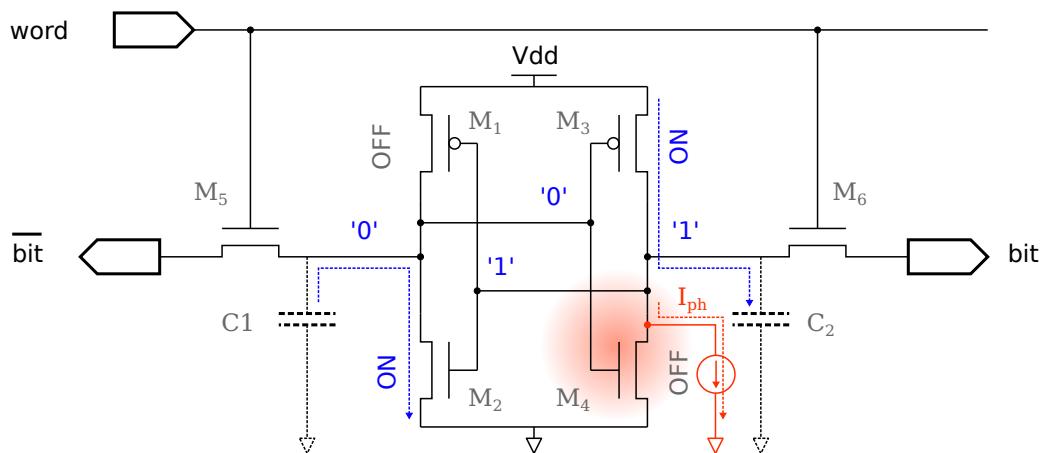 word
Vdd
M1
M3
OFF
ON
M5
M6
'0'
'0'
'1'
bit
'1'
bit
Iph
C1
C2
ON
OFF
M2
M4